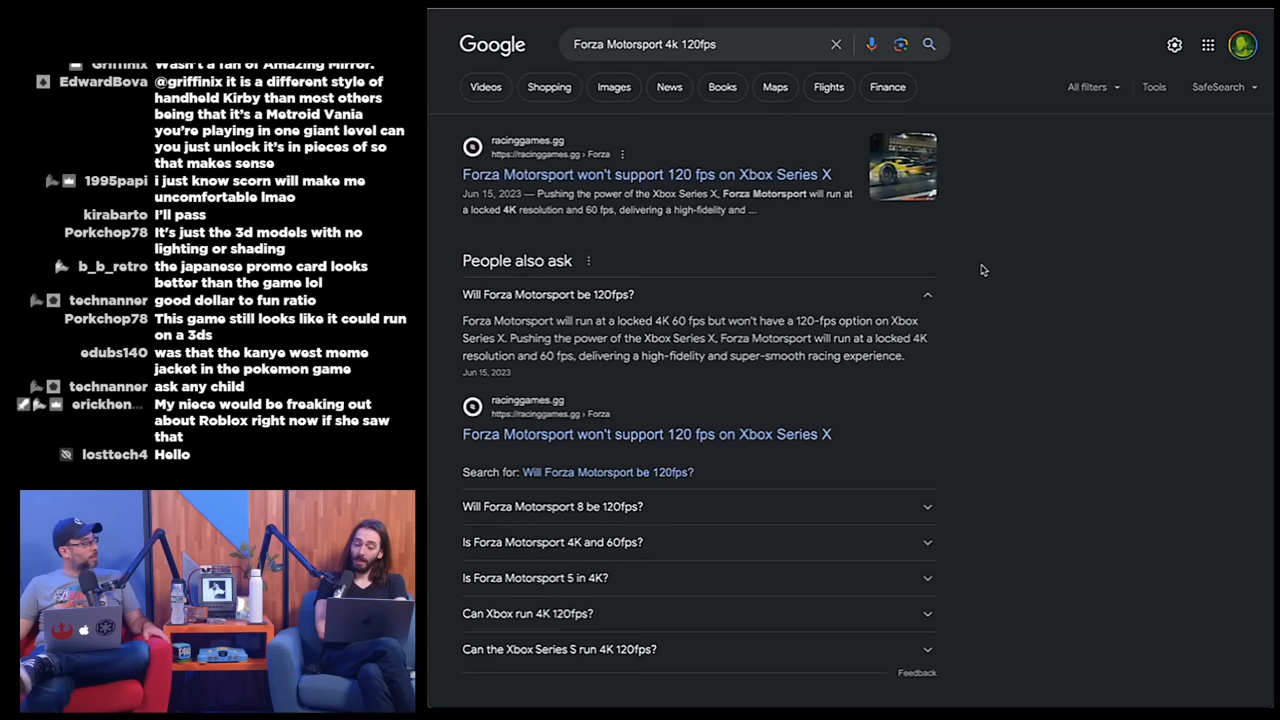 Griffinix Wasn't a fan of Amazing Mirror.
EdwardBova @griffinix it is a different style of
handheld Kirby than most others
being that it's a Metroid Vania
you're playing in one giant level can
you just unlock it's in pieces of so
that makes sense
1995papi i just know scorn will make me
uncomfortable lmao
kirabarto I'll pass
Porkchop78 It's just the 3d models with no
lighting or shading
b_b_retro the japanese promo card looks
better than the game lol
technanner good dollar to fun ratio
Porkchop78 This game still looks like it could run
on a 3ds
edubs140 was that the kanye west meme
jacket in the pokemon game
technanner ask any child
erickhen... My niece would be freaking out
about Roblox right now if she saw
that
losttech4 Hello
Google
Forza Motorsport 4k 120fps
Videos
Shopping
Images
News
Books
Maps
Flights
Finance
All filters
Tools
SafeSearch
racinggames.gg
https://racinggames.gg › Forza
Forza Motorsport won't support 120 fps on Xbox Series X
Jun 15, 2023 — Pushing the power of the Xbox Series X, Forza Motorsport will run at
a locked 4K resolution and 60 fps, delivering a high-fidelity and ...
People also ask
Will Forza Motorsport be 120fps?
Forza Motorsport will run at a locked 4K 60 fps but won't have a 120-fps option on Xbox
Series X. Pushing the power of the Xbox Series X, Forza Motorsport will run at a locked 4K
resolution and 60 fps, delivering a high-fidelity and super-smooth racing experience.
Jun 15, 2023
racinggames.gg
https://racinggames.gg › Forza
Forza Motorsport won't support 120 fps on Xbox Series X
Search for: Will Forza Motorsport be 120fps?
Will Forza Motorsport 8 be 120fps?
Is Forza Motorsport 4K and 60fps?
Is Forza Motorsport 5 in 4K?
Can Xbox run 4K 120fps?
Can the Xbox Series S run 4K 120fps?
Feedback